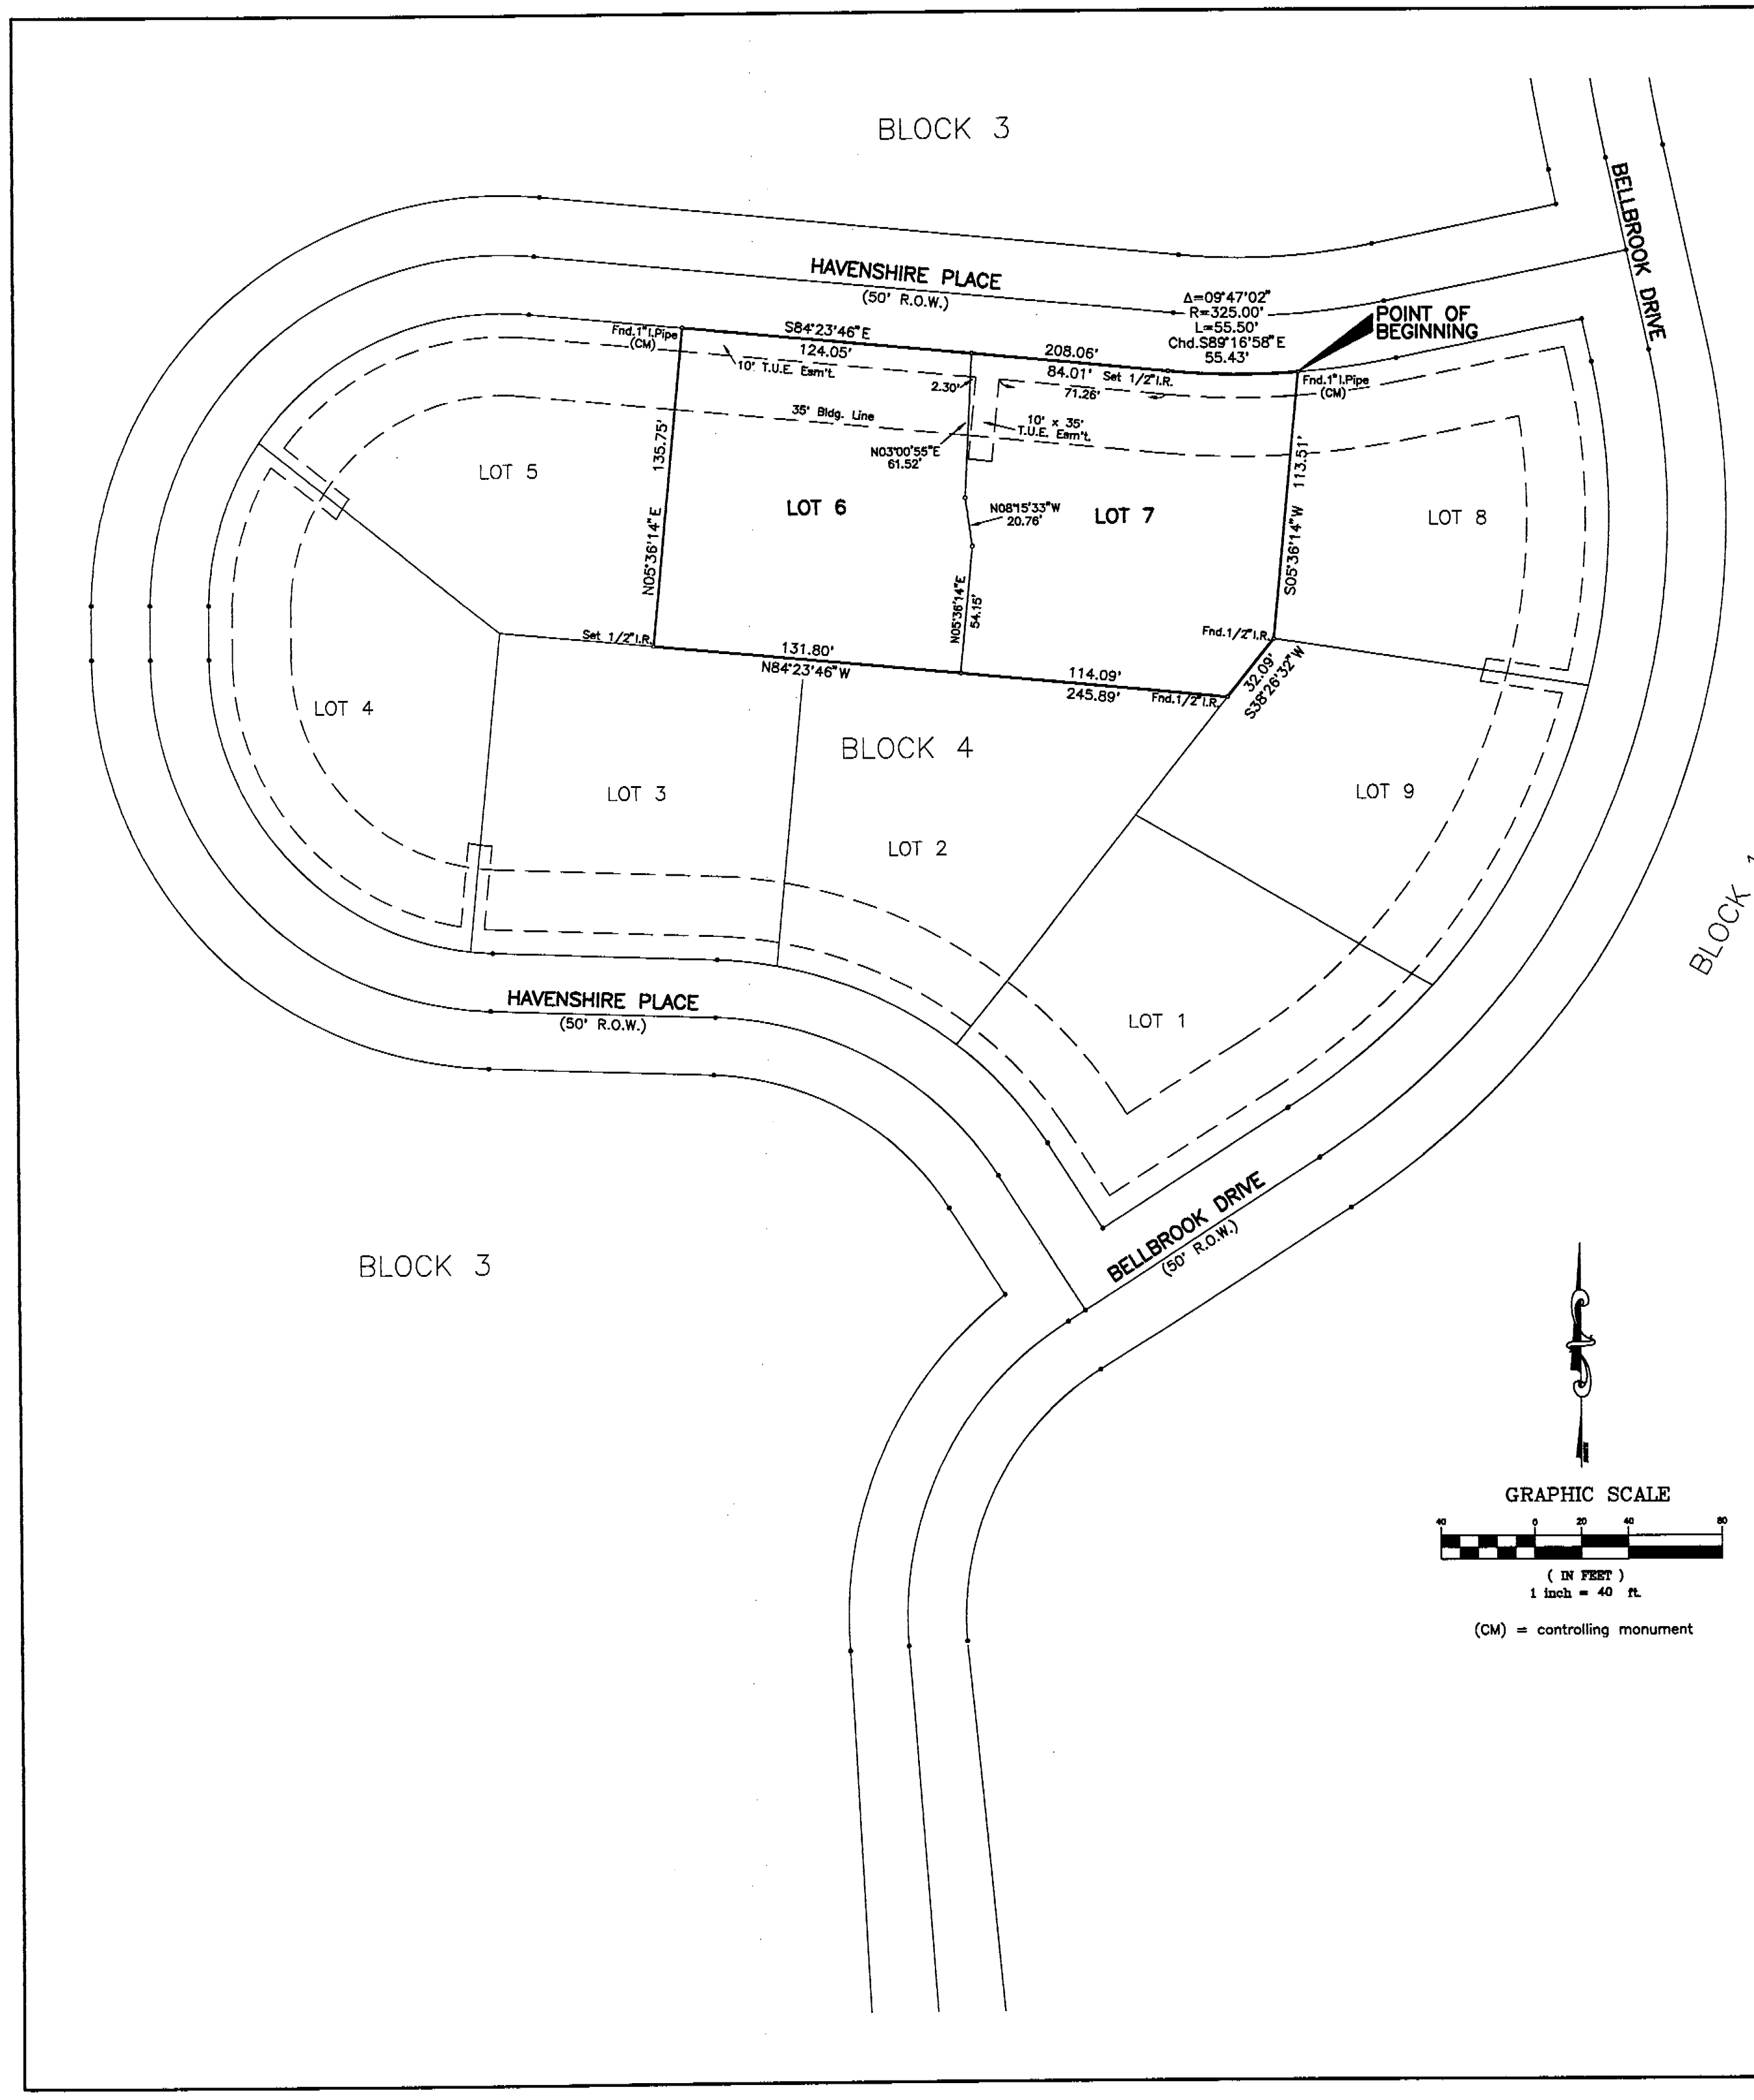 BLOCK 3
BELLBROOK DRIVE
HAVENSHIRE PLACE
(50' R.O.W.)
Δ=09°47'02"
R=325.00'
L=55.50'
Chd.S89°16'58"E
55.43'
POINT OF
BEGINNING
Fnd.1"I.Pipe
(CM)
S84°23'46"E
124.05'
208.06'
84.01'
Set 1/2"I.R.
71.26'
Fnd.1"I.Pipe
(CM)
10' T.U.E. Esm't.
2.30'
35' Bldg. Line
10' x 35'
T.U.E. Esm't.
N03°00'55"E
61.52'
135.75'
N05°36'14"E
113.51'
S05°36'14"W
LOT 5
LOT 6
N08°15'33"W
20.76'
LOT 7
LOT 8
N05°36'14"E
54.15'
Set 1/2"I.R.
Fnd.1/2"I.R.
131.80'
N84°23'46"W
114.09'
245.89'
Fnd.1/2"I.R.
32.09'
S38°26'32"W
LOT 4
BLOCK 4
LOT 3
LOT 9
LOT 2
BLOCK 1
HAVENSHIRE PLACE
(50' R.O.W.)
LOT 1
BELLBROOK DRIVE
(50' R.O.W.)
BLOCK 3
GRAPHIC SCALE
40 0 20 40 80
( IN FEET )
1 inch = 40 ft.
(CM) = controlling monument